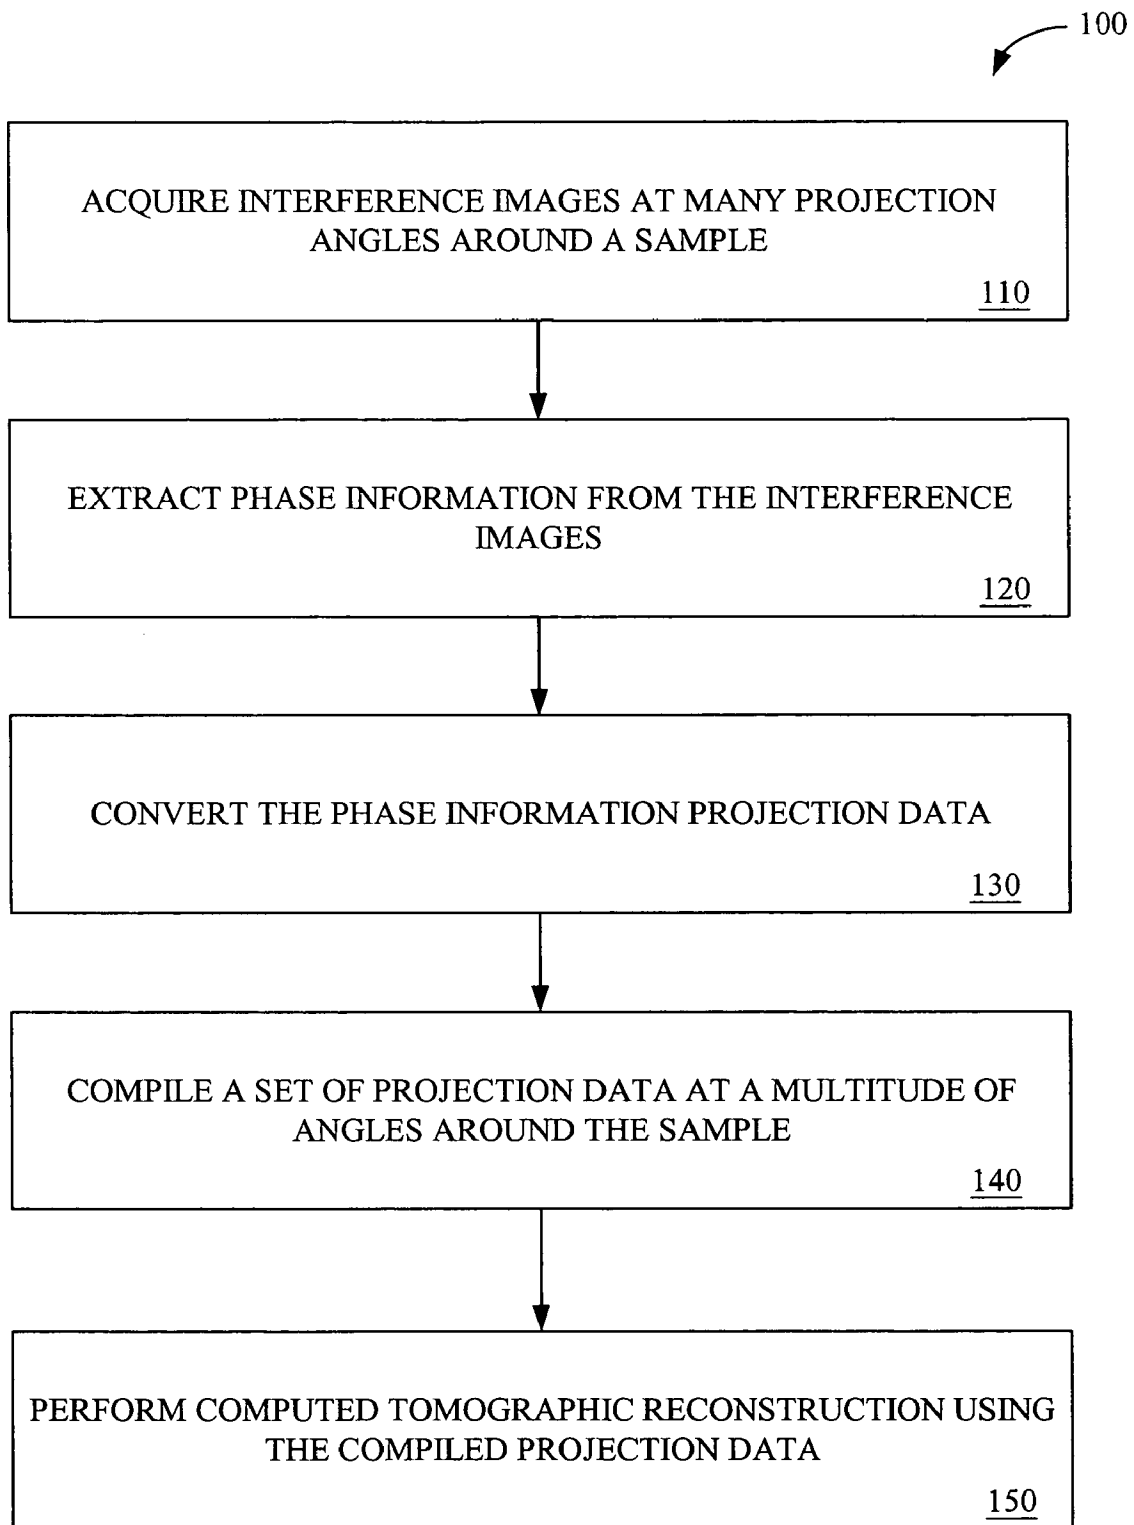 100
ACQUIRE INTERFERENCE IMAGES AT MANY PROJECTION
ANGLES AROUND A SAMPLE
110
EXTRACT PHASE INFORMATION FROM THE INTERFERENCE
IMAGES
120
CONVERT THE PHASE INFORMATION PROJECTION DATA
130
COMPILE A SET OF PROJECTION DATA AT A MULTITUDE OF
ANGLES AROUND THE SAMPLE
140
PERFORM COMPUTED TOMOGRAPHIC RECONSTRUCTION USING
THE COMPILED PROJECTION DATA
150